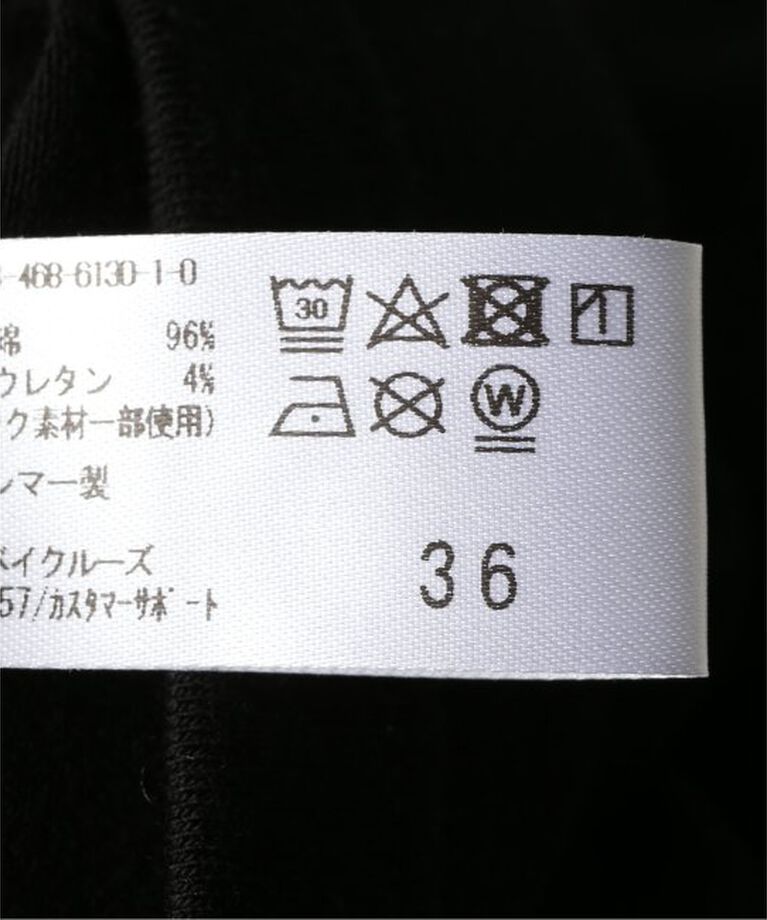 -468-6130-1-0
綿 96%
ウレタン 4%
ク素材一部使用)
ンマー製
ベイクルーズ
57/カスタマーサポート
30
W
36